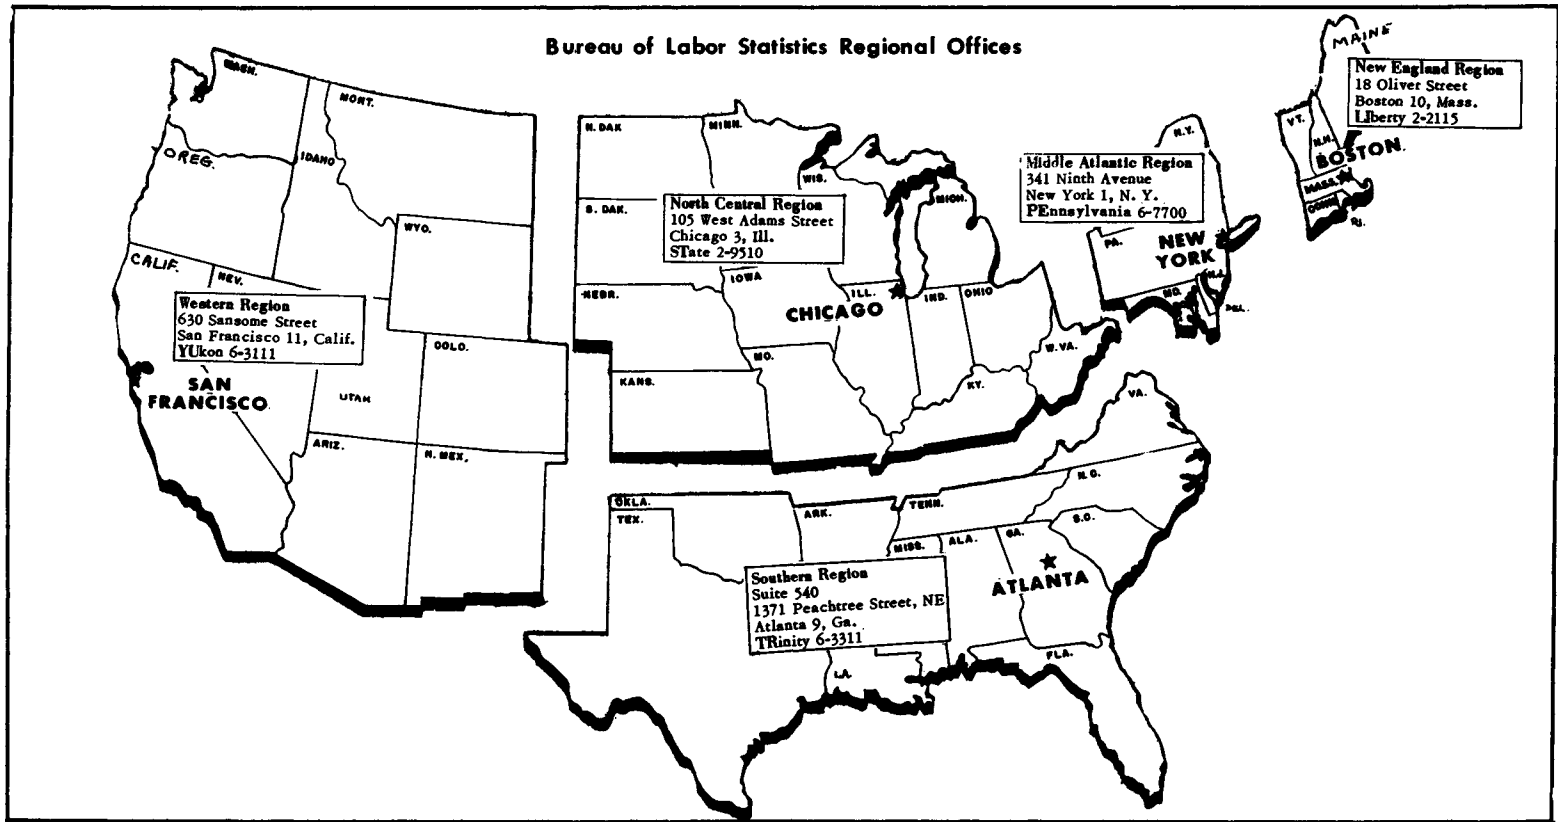 Bureau of Labor Statistics Regional Offices
WASH.
MONT.
OREG.
IDAHO
WYO.
CALIF.
NEV.
Western Region
630 Sansome Street
San Francisco 11, Calif.
YUkon 6-3111
SAN
FRANCISCO
UTAH
COLO.
ARIZ.
N. MEX.
N. DAK
MINN.
S. DAK.
WIS.
MICH.
North Central Region
105 West Adams Street
Chicago 3, Ill.
STate 2-9510
NEBR.
IOWA
ILL.
IND.
OHIO
CHICAGO
MO.
KANS.
KY.
W.VA.
MAINE
New England Region
18 Oliver Street
Boston 10, Mass.
LIberty 2-2115
VT.
N.H.
BOSTON
MASS.
CONN
R.I.
N.Y.
Middle Atlantic Region
341 Ninth Avenue
New York 1, N. Y.
PEnnsylvania 6-7700
PA.
NEW
YORK
N.J.
MD.
DEL.
VA.
N.C.
OKLA.
TEX.
ARK.
TENN.
S.C.
MISS.
ALA.
GA.
ATLANTA
Southern Region
Suite 540
1371 Peachtree Street, NE
Atlanta 9, Ga.
TRinity 6-3311
LA.
FLA.